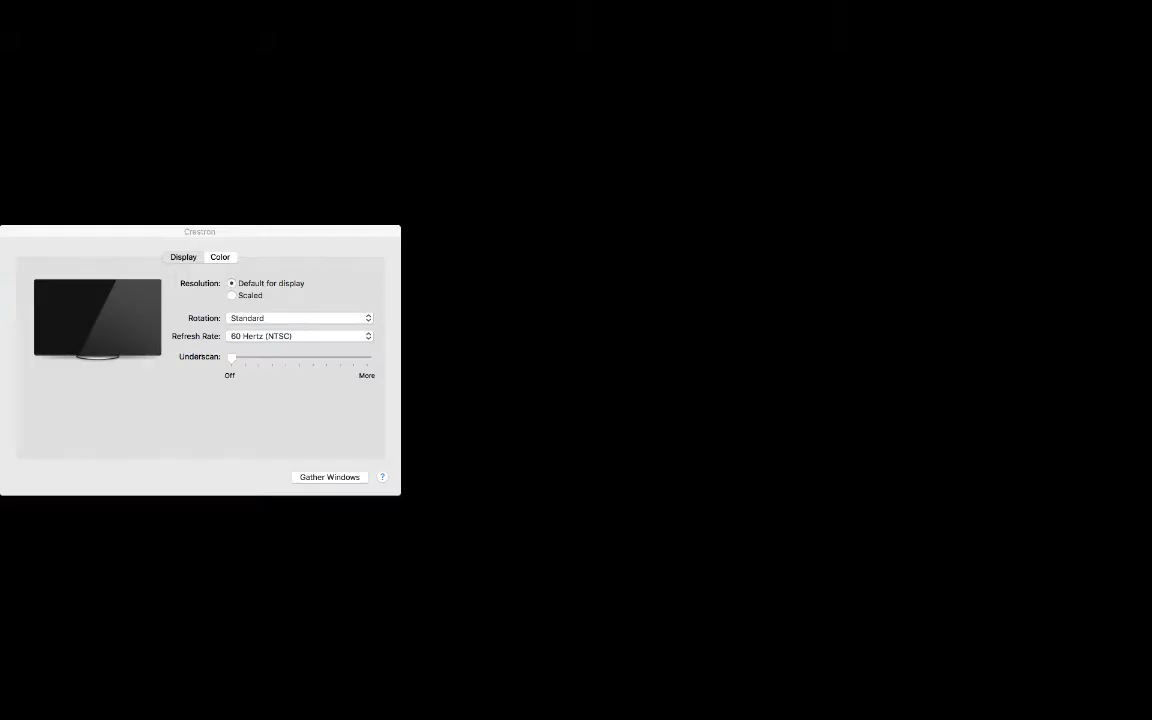 Crestron
Display Color
Resolution: Default for display
Scaled
Rotation: Standard
Refresh Rate: 60 Hertz (NTSC)
Underscan:
Off More
Gather Windows ?